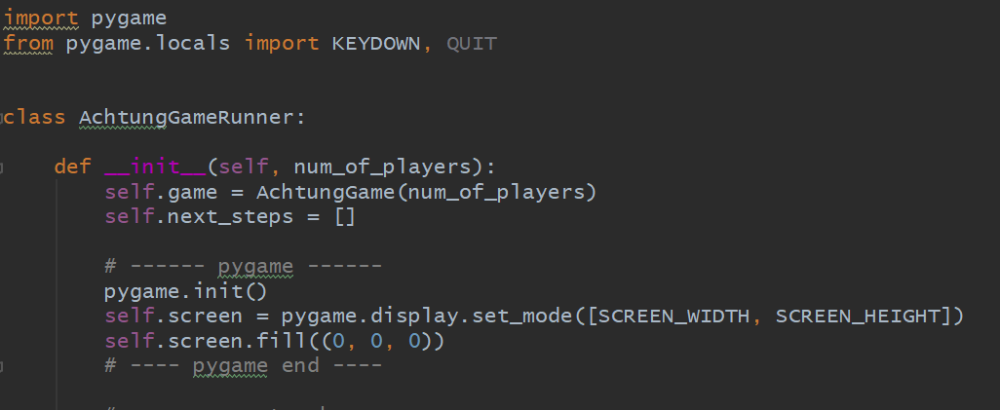 import pygame
from pygame.locals import KEYDOWN, QUIT
class AchtungGameRunner:
def __init__(self, num_of_players):
self.game = AchtungGame(num_of_players)
self.next_steps = []
# ------ pygame ------
pygame.init()
self.screen = pygame.display.set_mode([SCREEN_WIDTH, SCREEN_HEIGHT])
self.screen.fill((0, 0, 0))
# ---- pygame end ----